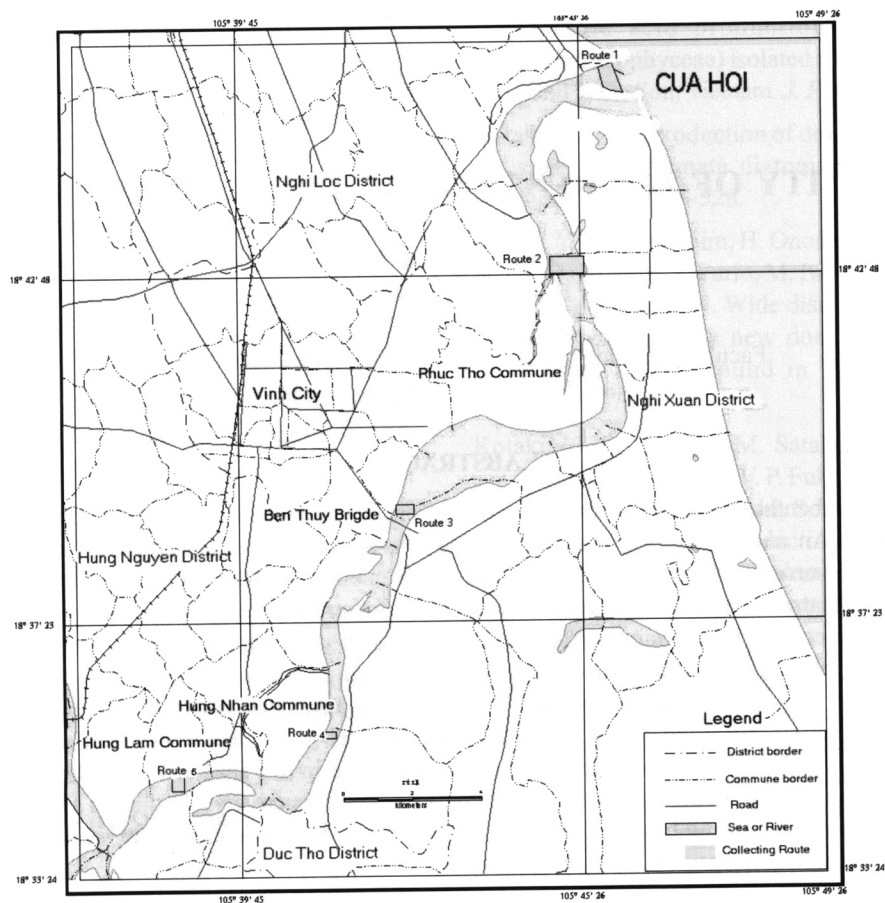 105° 39' 45
105° 49' 26
Route 1
CUA HOI
Nghi Loc District
Route 2
18° 42' 48
18° 42' 48
Phuc Tho Commune
Vinh City
Nghi Xuan District
Ben Thuy Brigde
Route 3
Hung Nguyen District
18° 37' 23
18° 37' 23
Hung Nhan Commune
Hung Lam Commune
Route 4
Route 5
0 2 4
kilometers
Duc Tho District
Legend
District border
Commune border
Road
Sea or River
Collecting Route
18° 33' 24
18° 33' 24
105° 39' 45
105° 45' 26
105° 49' 26